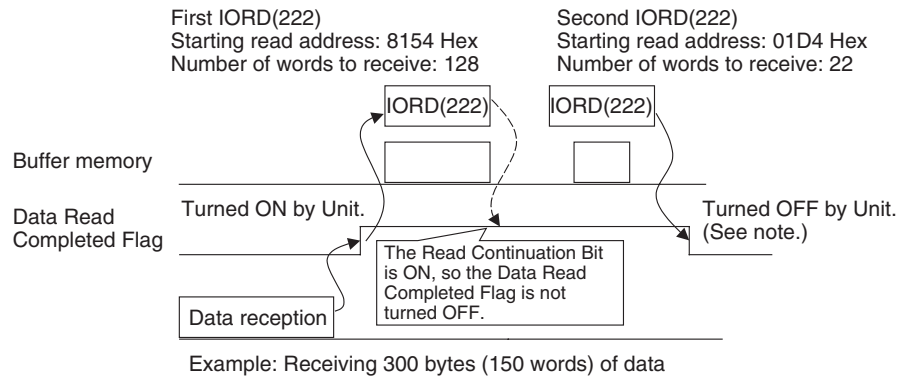 First IORD(222)
Starting read address: 8154 Hex
Number of words to receive: 128
Second IORD(222)
Starting read address: 01D4 Hex
Number of words to receive: 22
IORD(222)
IORD(222)
Buffer memory
Data Read
Completed Flag
Turned ON by Unit.
Turned OFF by Unit.
(See note.)
The Read Continuation Bit
is ON, so the Data Read
Completed Flag is not
turned OFF.
Data reception
Example: Receiving 300 bytes (150 words) of data